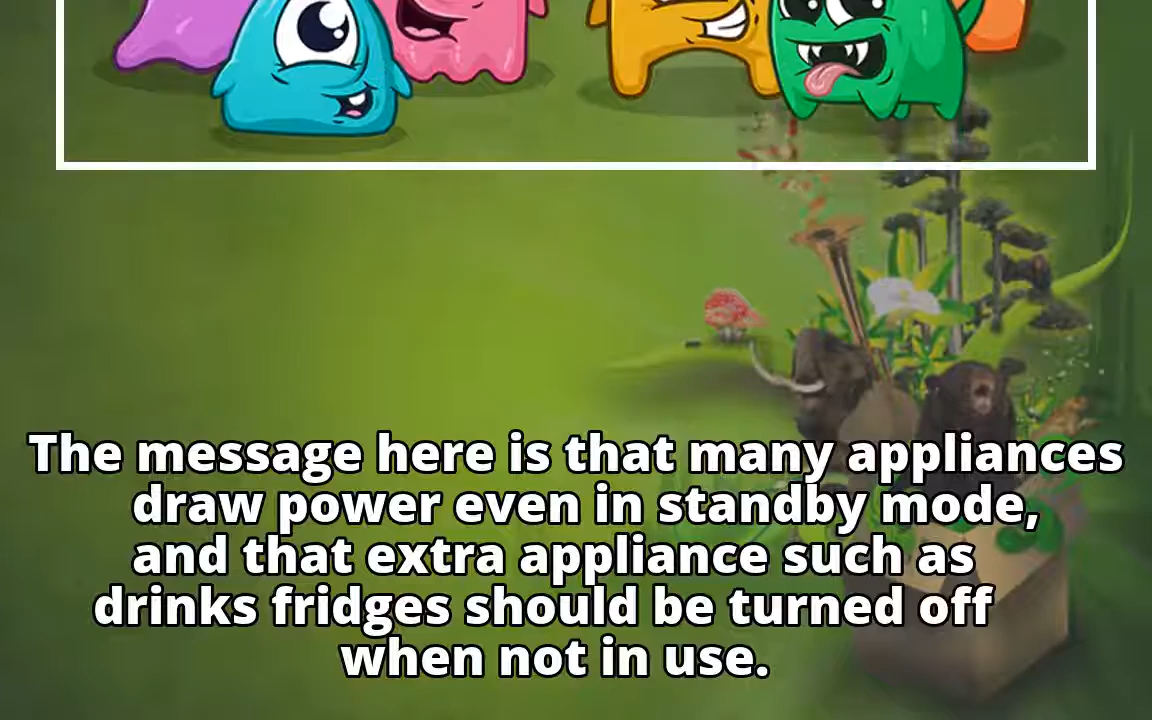 The message here is that many appliances
draw power even in standby mode,
and that extra appliance such as
drinks fridges should be turned off
when not in use.